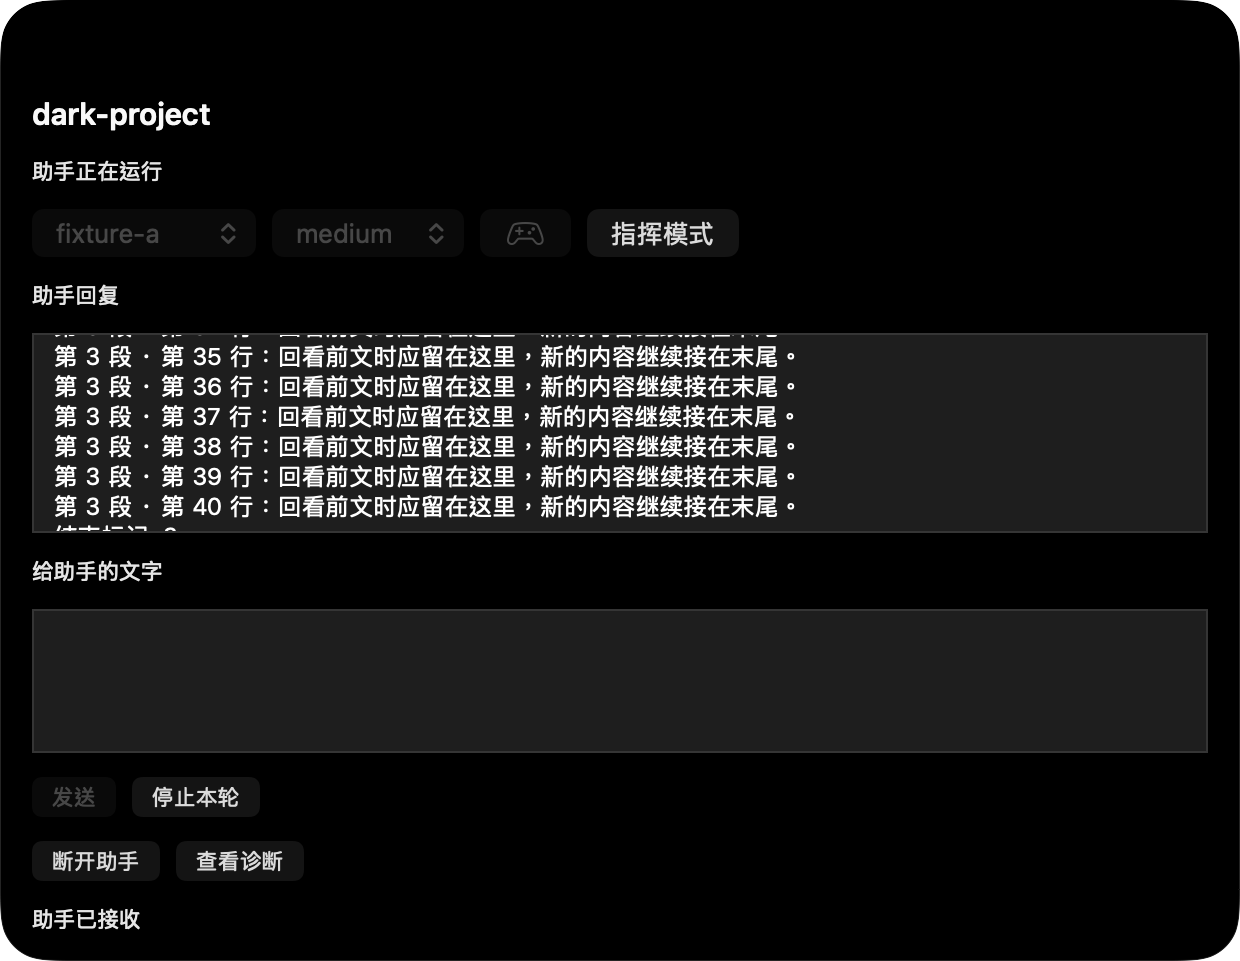 dark-project
助手正在运行
fixture-a
medium
指挥模式
助手回复
第 3 段 · 第 35 行：回看前文时应留在这里，新的内容继续接在末尾。
第 3 段 · 第 36 行：回看前文时应留在这里，新的内容继续接在末尾。
第 3 段 · 第 37 行：回看前文时应留在这里，新的内容继续接在末尾。
第 3 段 · 第 38 行：回看前文时应留在这里，新的内容继续接在末尾。
第 3 段 · 第 39 行：回看前文时应留在这里，新的内容继续接在末尾。
第 3 段 · 第 40 行：回看前文时应留在这里，新的内容继续接在末尾。
给助手的文字
发送
停止本轮
断开助手
查看诊断
助手已接收